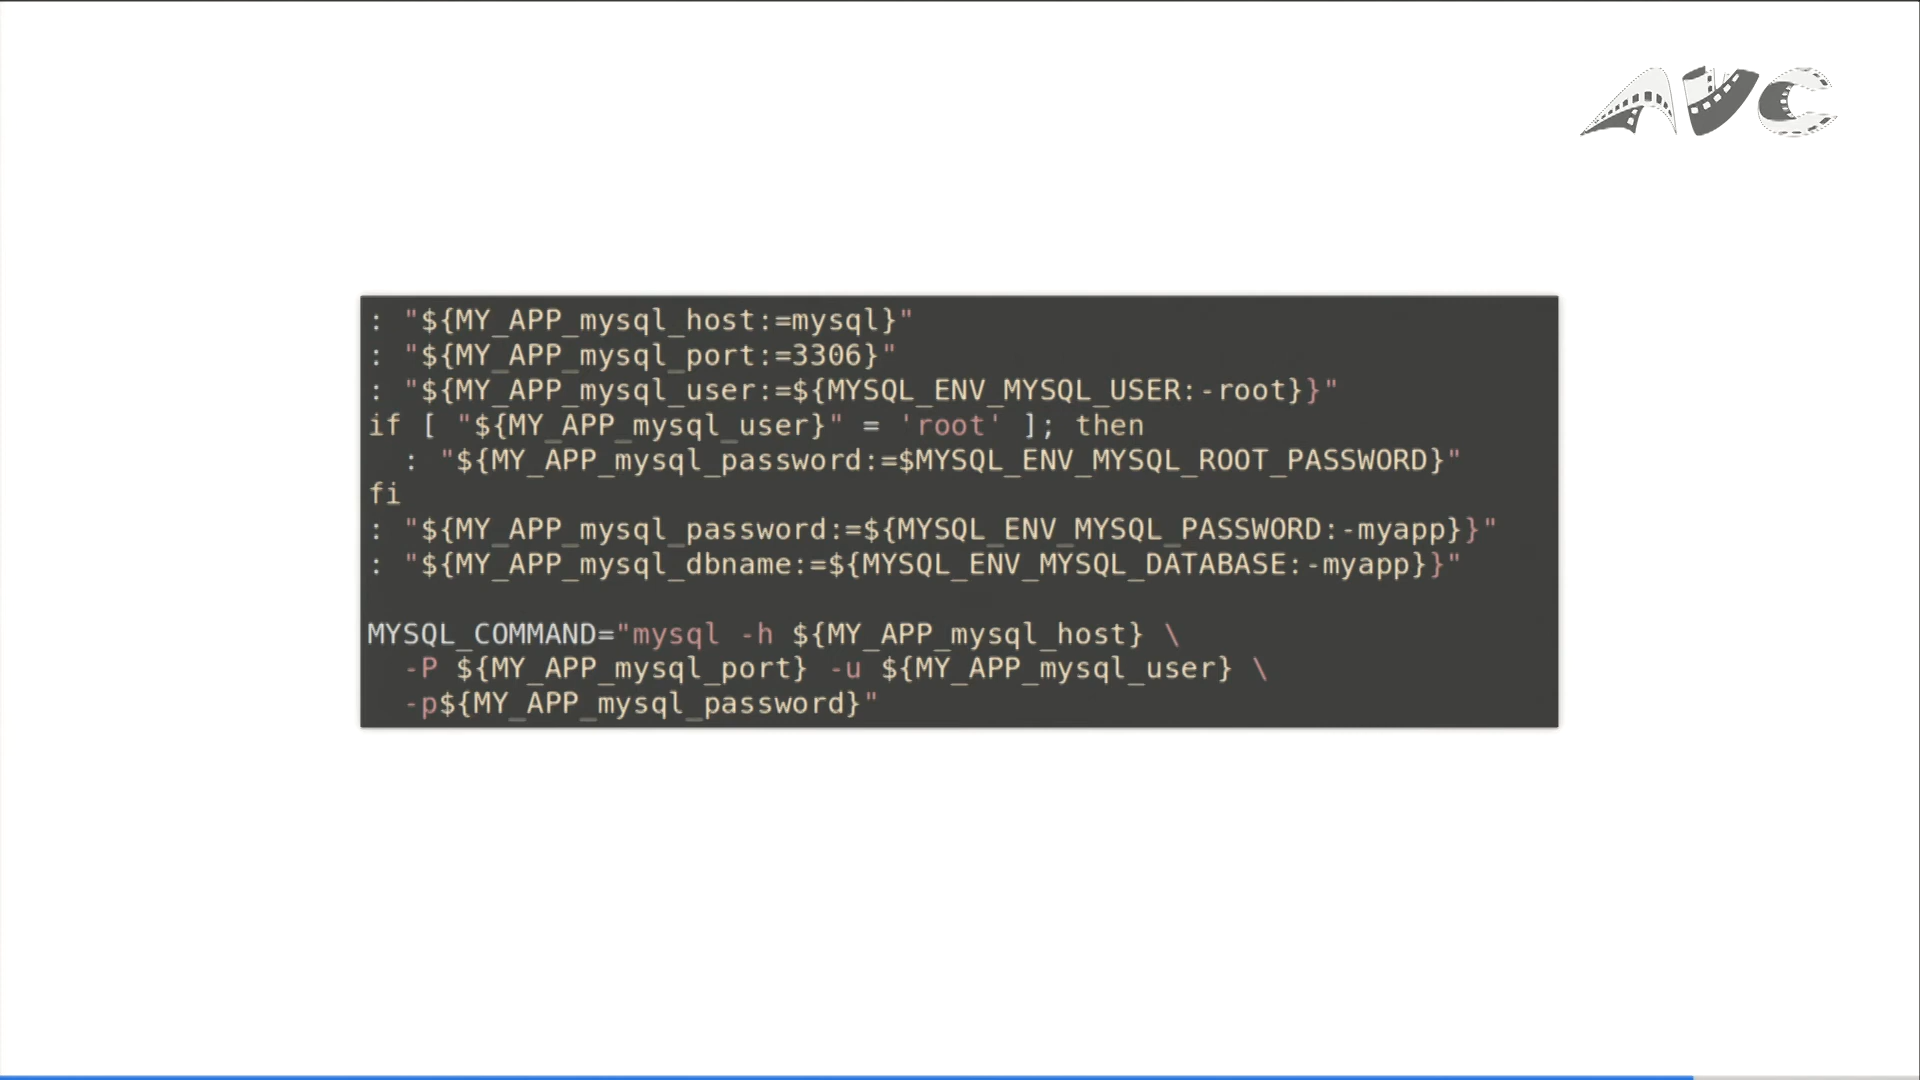 AVC
: "${MY_APP_mysql_host:=mysql}"
: "${MY_APP_mysql_port:=3306}"
: "${MY_APP_mysql_user:=${MYSQL_ENV_MYSQL_USER:-root}}"
if [ "${MY_APP_mysql_user}" = 'root' ]; then
  : "${MY_APP_mysql_password:=$MYSQL_ENV_MYSQL_ROOT_PASSWORD}"
fi
: "${MY_APP_mysql_password:=${MYSQL_ENV_MYSQL_PASSWORD:-myapp}}"
: "${MY_APP_mysql_dbname:=${MYSQL_ENV_MYSQL_DATABASE:-myapp}}"
MYSQL_COMMAND="mysql -h ${MY_APP_mysql_host} \
  -P ${MY_APP_mysql_port} -u ${MY_APP_mysql_user} \
  -p${MY_APP_mysql_password}"